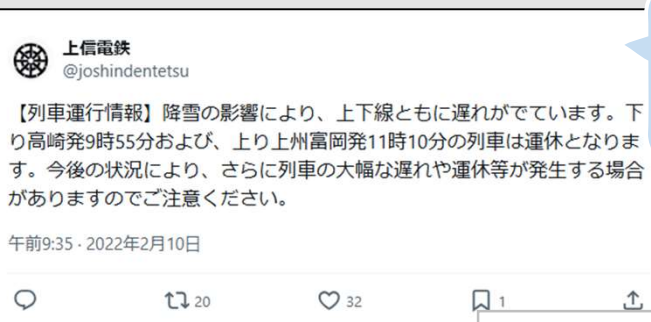 上信電鉄
@joshindentetsu
【列車運行情報】降雪の影響により、上下線ともに遅れがでています。下
り高崎発9時55分および、上り上州富岡発11時10分の列車は運休となりま
す。今後の状況により、さらに列車の大幅な遅れや運休等が発生する場合
がありますのでご注意ください。
午前9:35 · 2022年2月10日
20 32 1